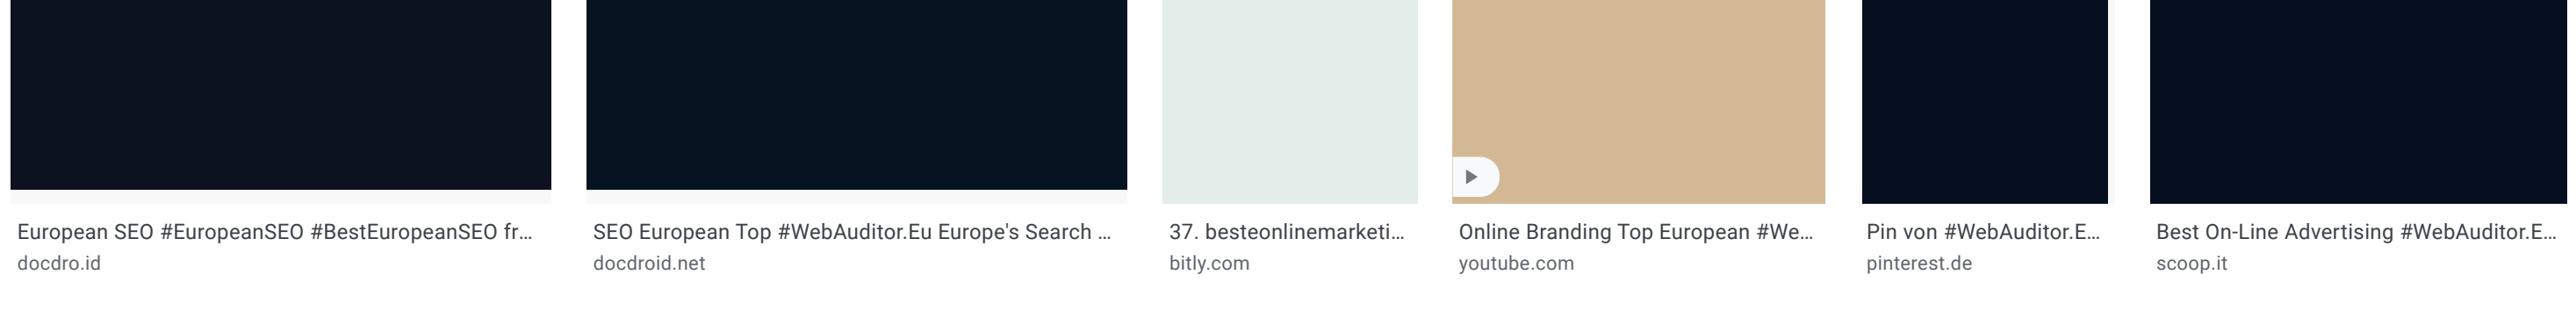 European SEO #EuropeanSEO #BestEuropeanSEO fr...
docdro.id
SEO European Top #WebAuditor.Eu Europe's Search ...
docdroid.net
37. besteonlinemarketi...
bitly.com
Online Branding Top European #We...
youtube.com
Pin von #WebAuditor.E...
pinterest.de
Best On-Line Advertising #WebAuditor.E...
scoop.it